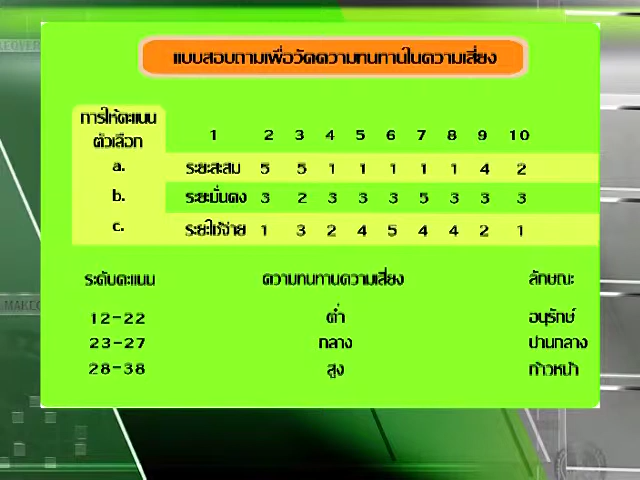 แบบสอบถามเพื่อวัดความทนทานในความเสี่ยง
การให้คะแนน
ตัวเลือก 1 2 3 4 5 6 7 8 9 10
a. ระยะสะสม 5 5 1 1 1 1 1 4 2
b. ระยะมั่นคง 3 2 3 3 3 5 3 3 3
c. ระยะใช้จ่าย 1 3 2 4 5 4 4 2 1
ระดับคะแนน ความทนทานความเสี่ยง ลักษณะ
12-22 ต่ำ อนุรักษ์
23-27 กลาง ปานกลาง
28-38 สูง ก้าวหน้า